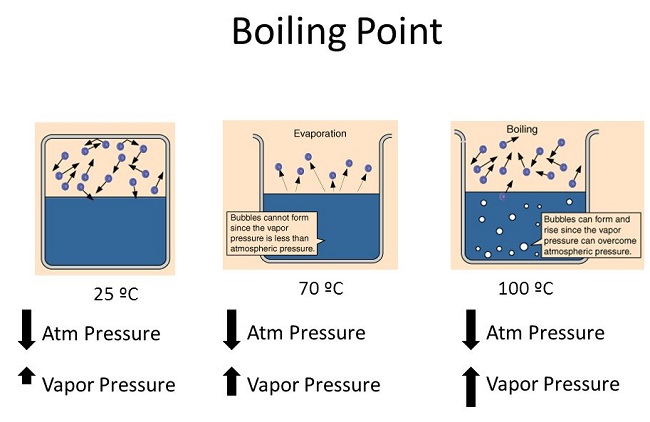 Boiling Point
Evaporation
Bubbles cannot form
since the vapor
pressure is less than
atmospheric pressure.
Boiling
Bubbles can form and
rise since the vapor
pressure can overcome
atmospheric pressure.
25 ºC
70 ºC
100 ºC
Atm Pressure
Atm Pressure
Atm Pressure
Vapor Pressure
Vapor Pressure
Vapor Pressure